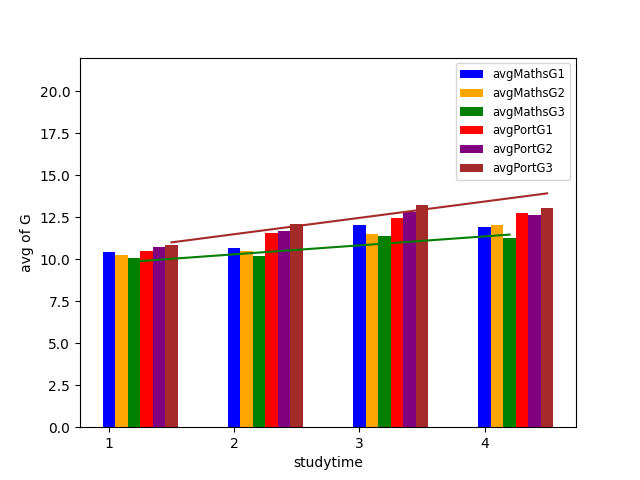 avgMathsG1
avgMathsG2
avgMathsG3
avgPortG1
avgPortG2
avgPortG3
20.0
17.5
15.0
12.5
10.0
7.5
5.0
2.5
0.0
avg of G
1 2 3 4
studytime